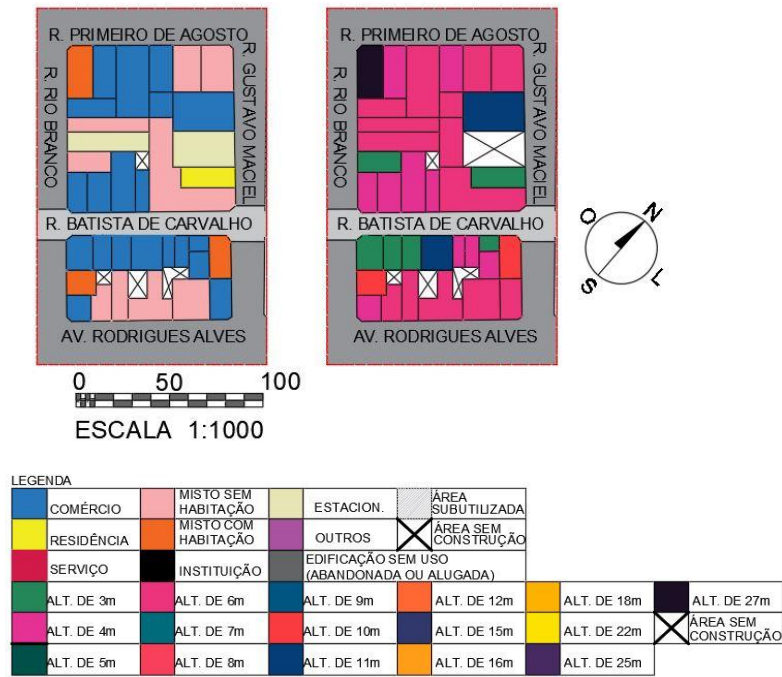 R. PRIMEIRO DE AGOSTO
R. RIO BRANCO
R. GUSTAVO MACIEL
R. BATISTA DE CARVALHO
AV. RODRIGUES ALVES
R. PRIMEIRO DE AGOSTO
R. RIO BRANCO
R. GUSTAVO MACIEL
R. BATISTA DE CARVALHO
AV. RODRIGUES ALVES
O
N
S
L
0 50 100
ESCALA 1:1000
LEGENDA
COMÉRCIO
MISTO SEM
HABITAÇÃO
ESTACION.
ÁREA
SUBUTILIZADA
RESIDÊNCIA
MISTO COM
HABITAÇÃO
OUTROS
ÁREA SEM
CONSTRUÇÃO
SERVIÇO
INSTITUIÇÃO
EDIFICAÇÃO SEM USO
(ABANDONADA OU ALUGADA)
ALT. DE 3m
ALT. DE 6m
ALT. DE 9m
ALT. DE 12m
ALT. DE 18m
ALT. DE 27m
ALT. DE 4m
ALT. DE 7m
ALT. DE 10m
ALT. DE 15m
ALT. DE 22m
ÁREA SEM
CONSTRUÇÃO
ALT. DE 5m
ALT. DE 8m
ALT. DE 11m
ALT. DE 16m
ALT. DE 25m